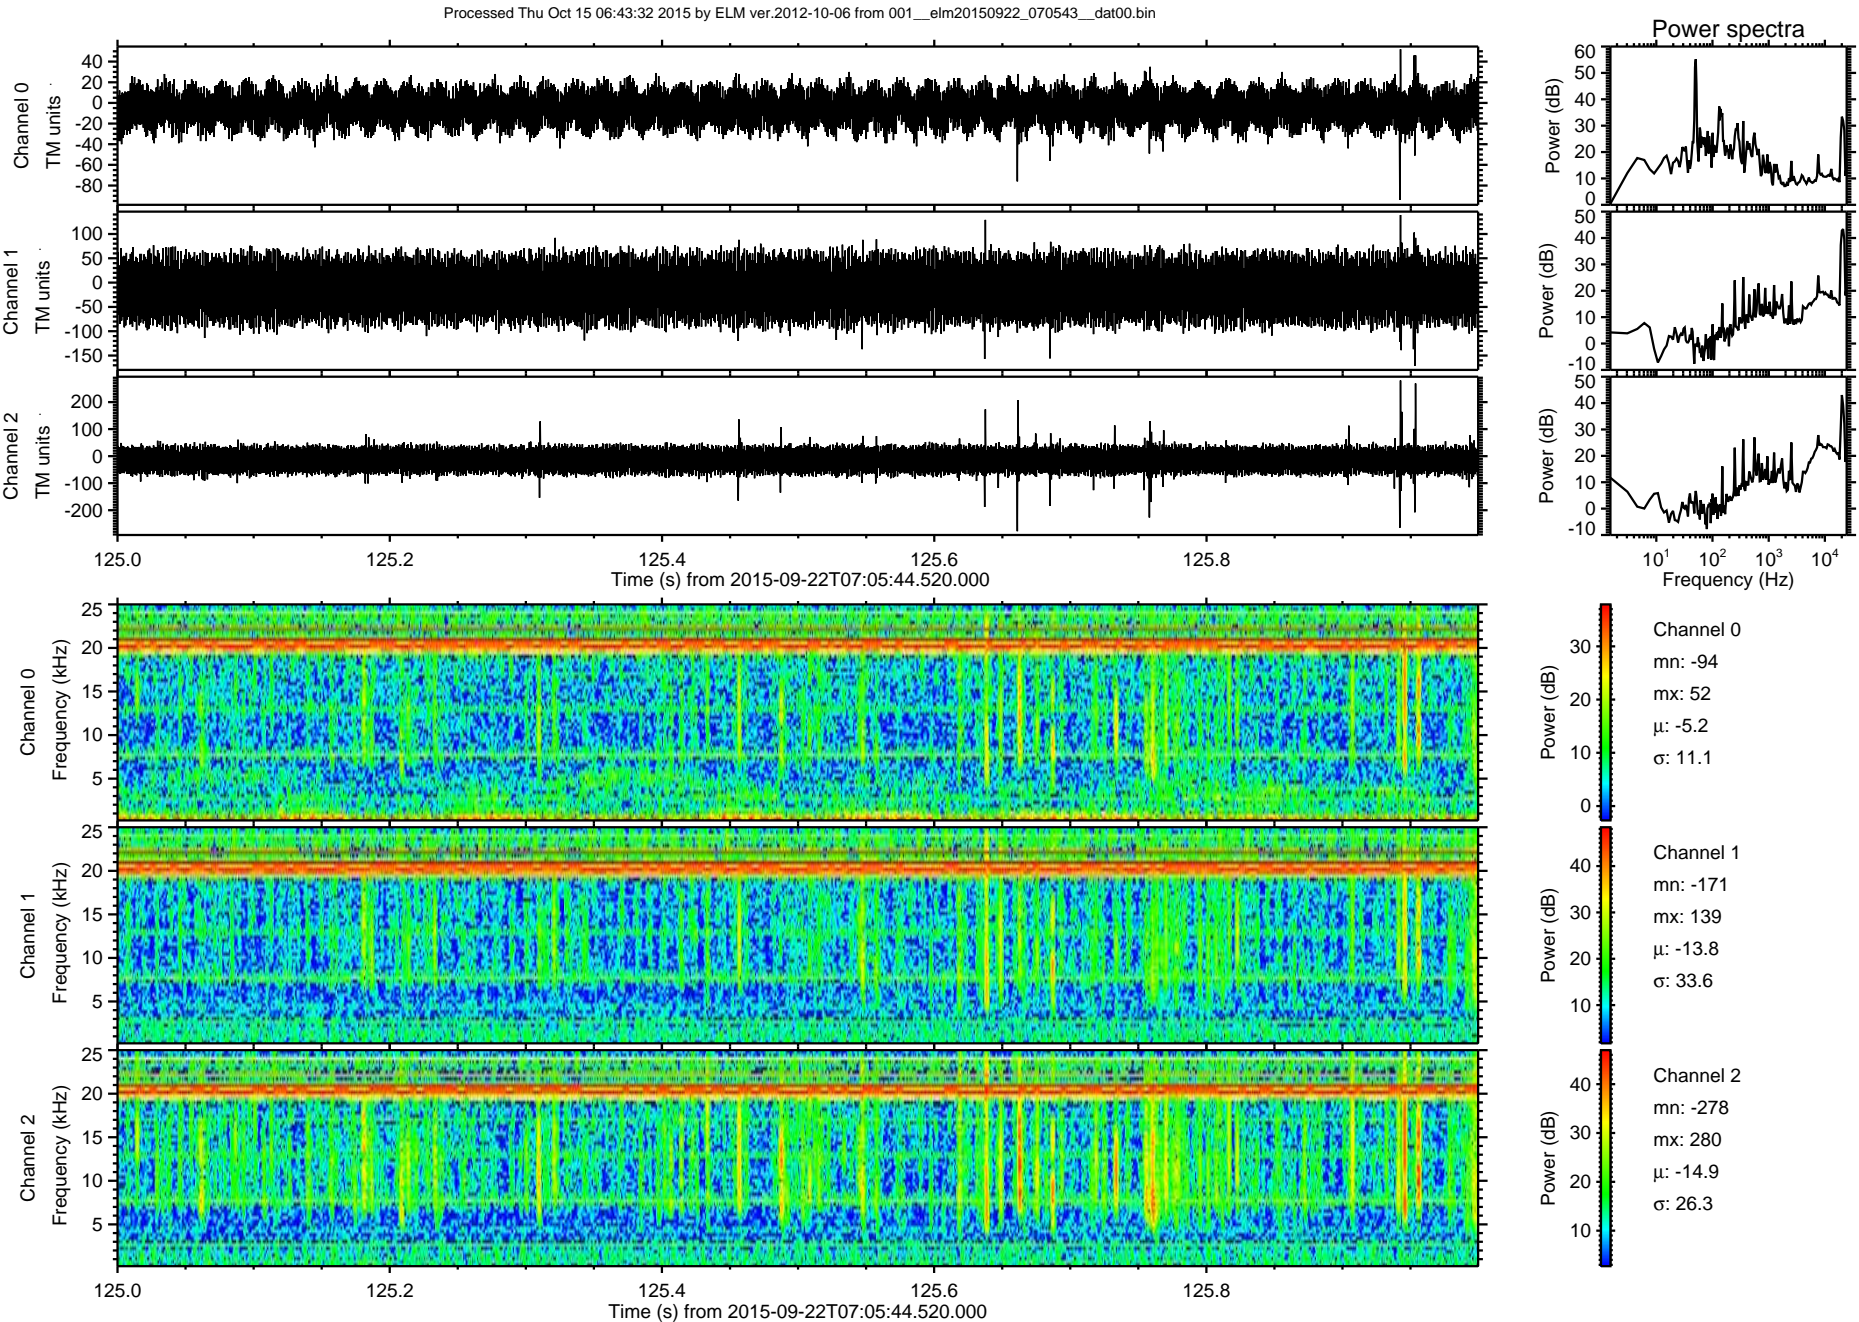 Processed Thu Oct 15 06:43:32 2015 by ELM ver.2012-10-06 from 001__elm20150922_070543__dat00.bin
Power spectra
Channel 0
TM units
40
20
0
-20
-40
-60
-80
Power (dB)
60
50
40
30
20
10
0
Channel 1
TM units
100
50
0
-50
-100
-150
Power (dB)
50
40
30
20
10
0
-10
Channel 2
TM units
200
100
0
-100
-200
Power (dB)
50
40
30
20
10
0
-10
125.0 125.2 125.4 125.6 125.8
Time (s) from 2015-09-22T07:05:44.520.000
10^1 10^2 10^3 10^4
Frequency (Hz)
Channel 0
Frequency (kHz)
25
20
15
10
5
Power (dB)
30
20
10
0
Channel 0
mn: -94
mx: 52
μ: -5.2
σ: 11.1
Channel 1
Frequency (kHz)
25
20
15
10
5
Power (dB)
40
30
20
10
Channel 1
mn: -171
mx: 139
μ: -13.8
σ: 33.6
Channel 2
Frequency (kHz)
25
20
15
10
5
Power (dB)
40
30
20
10
Channel 2
mn: -278
mx: 280
μ: -14.9
σ: 26.3
125.0 125.2 125.4 125.6 125.8
Time (s) from 2015-09-22T07:05:44.520.000